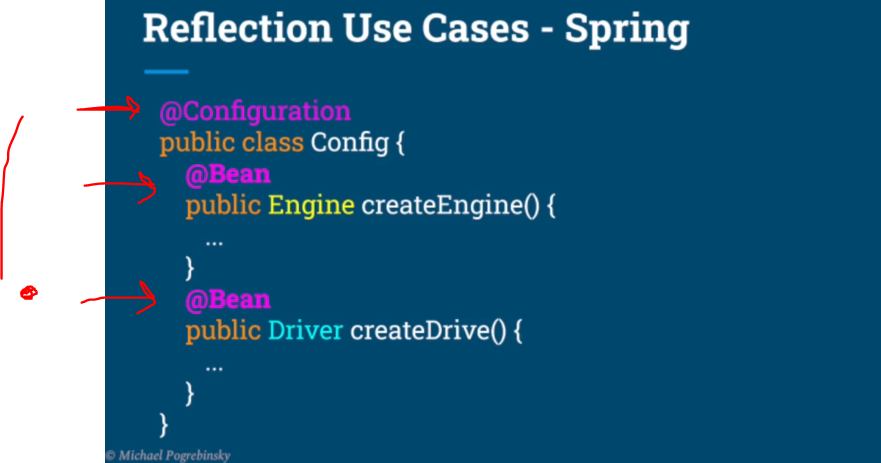 Reflection Use Cases - Spring
@Configuration
public class Config {
@Bean
public Engine createEngine() {
...
}
@Bean
public Driver createDrive() {
...
}
}
© Michael Pogrebinsky